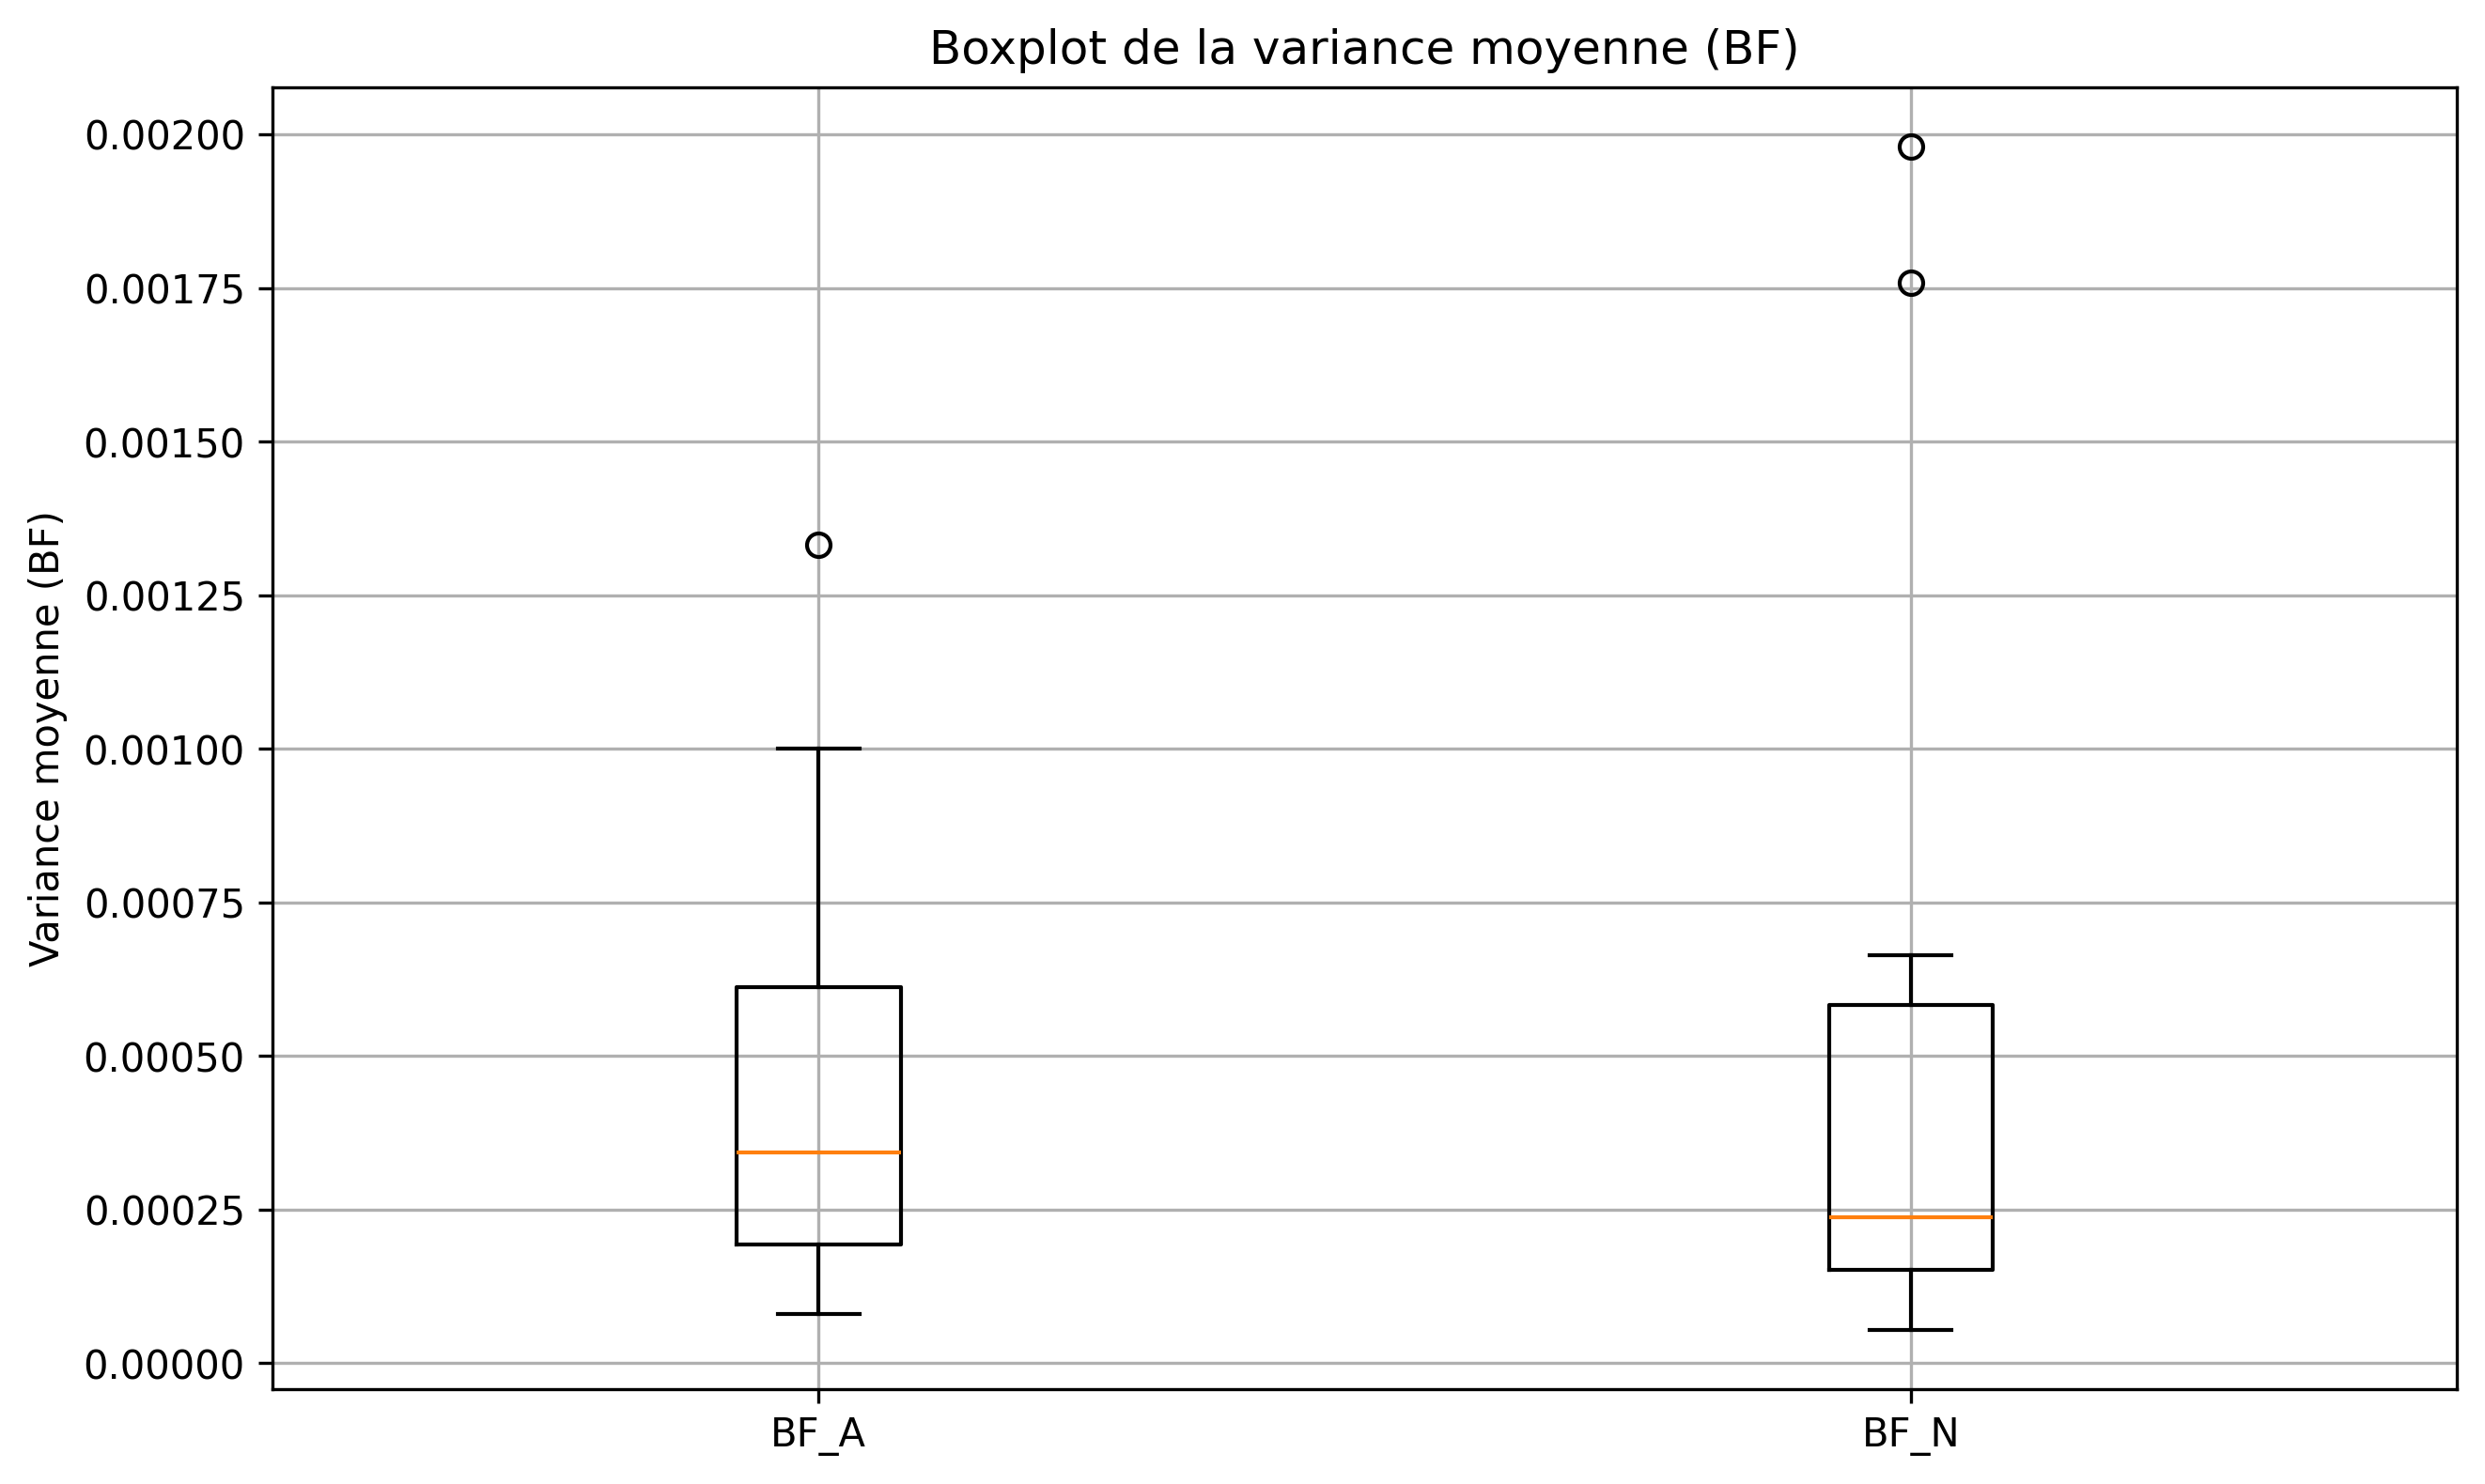 Boxplot de la variance moyenne (BF)
Variance moyenne (BF)
0.00200
0.00175
0.00150
0.00125
0.00100
0.00075
0.00050
0.00025
0.00000
BF_A
BF_N